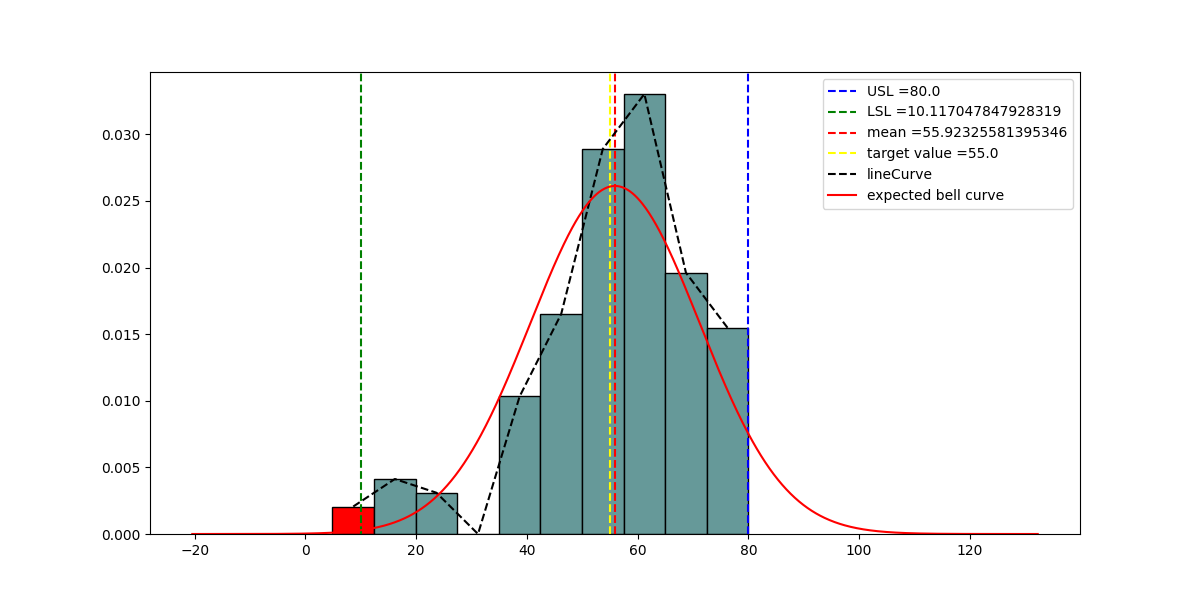 USL =80.0
LSL =10.117047847928319
mean =55.92325581395346
target value =55.0
lineCurve
expected bell curve
0.030
0.025
0.020
0.015
0.010
0.005
0.000
−20 0 20 40 60 80 100 120